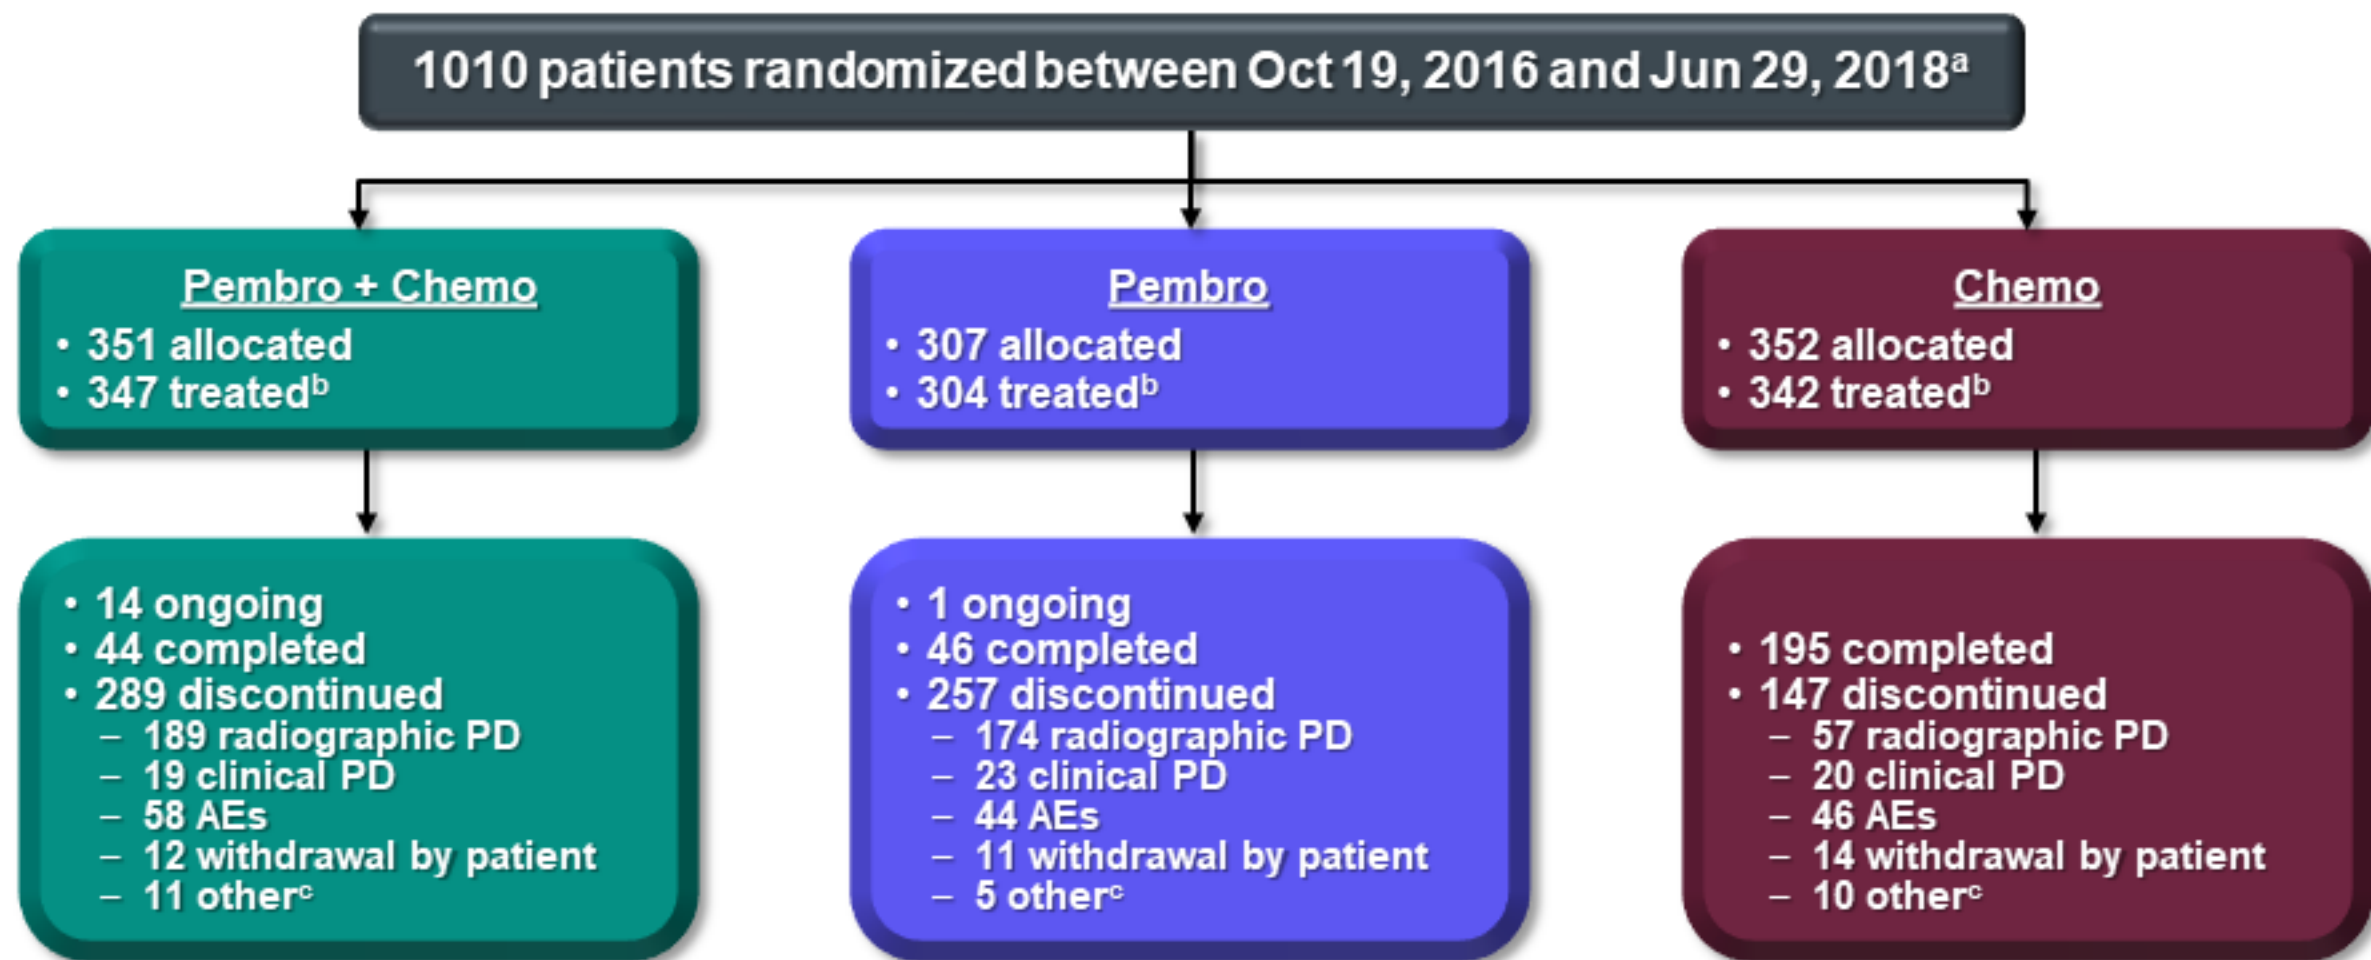 1010 patients randomized between Oct 19, 2016 and Jun 29, 2018ᵃ
Pembro + Chemo
• 351 allocated
• 347 treatedᵇ
Pembro
• 307 allocated
• 304 treatedᵇ
Chemo
• 352 allocated
• 342 treatedᵇ
• 14 ongoing
• 44 completed
• 289 discontinued
– 189 radiographic PD
– 19 clinical PD
– 58 AEs
– 12 withdrawal by patient
– 11 otherᶜ
• 1 ongoing
• 46 completed
• 257 discontinued
– 174 radiographic PD
– 23 clinical PD
– 44 AEs
– 11 withdrawal by patient
– 5 otherᶜ
• 195 completed
• 147 discontinued
– 57 radiographic PD
– 20 clinical PD
– 46 AEs
– 14 withdrawal by patient
– 10 otherᶜ